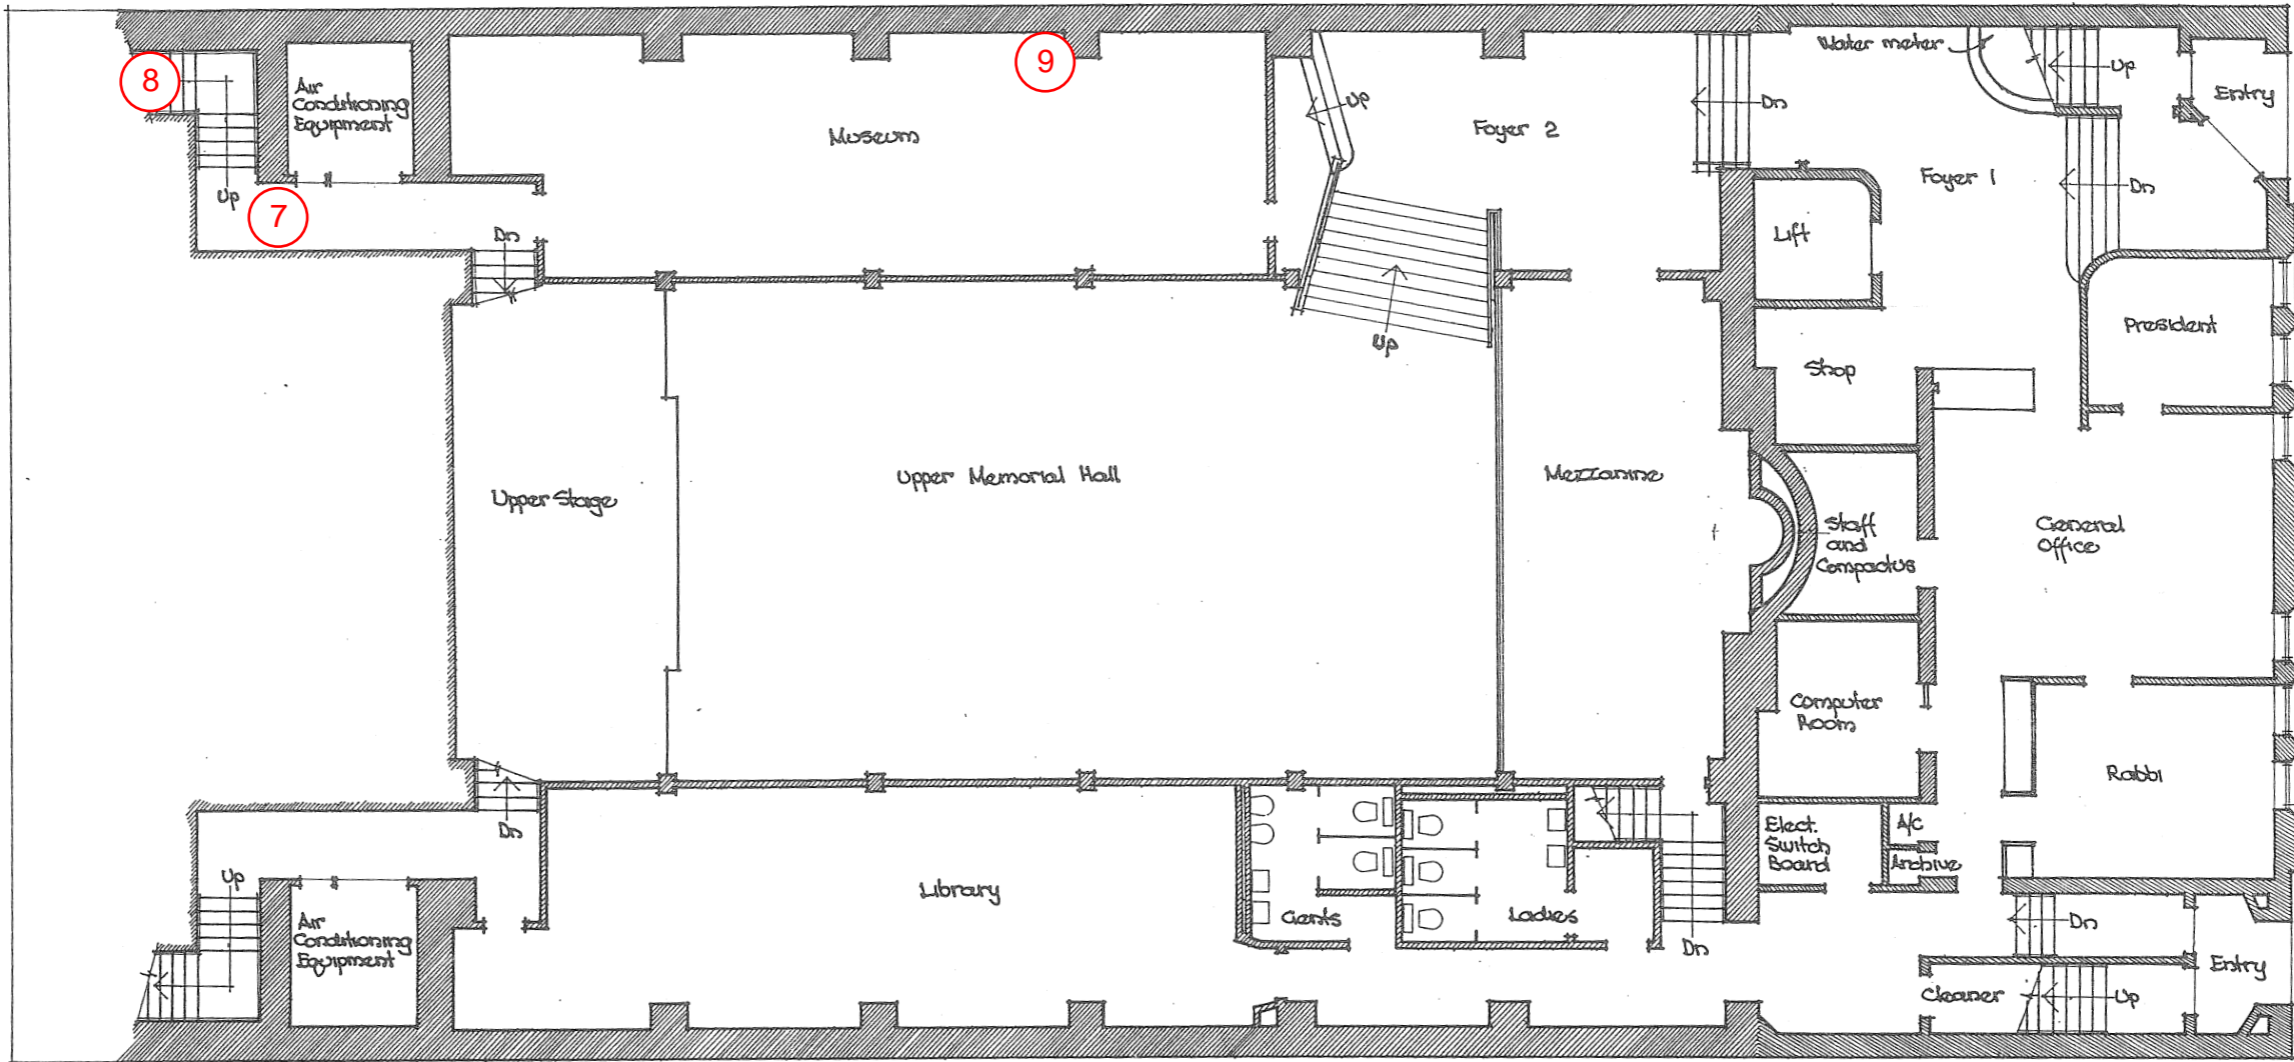 Water meter
Up
Entry
8
9
Air
Conditioning
Equipment
Museum
Up
Foyer 2
Dn
Foyer 1
Dn
Up
7
Dn
Lift
President
Up
Shop
Upper Stage
Upper Memorial Hall
Mezzanine
Staff
and
Compactus
General
Office
Computer
Room
Rabbi
Dn
Elect.
Switch
Board
A/C
Archive
Up
Library
Gents
Ladies
Dn
Dn
Air
Conditioning
Equipment
Cleaner
Up
Entry